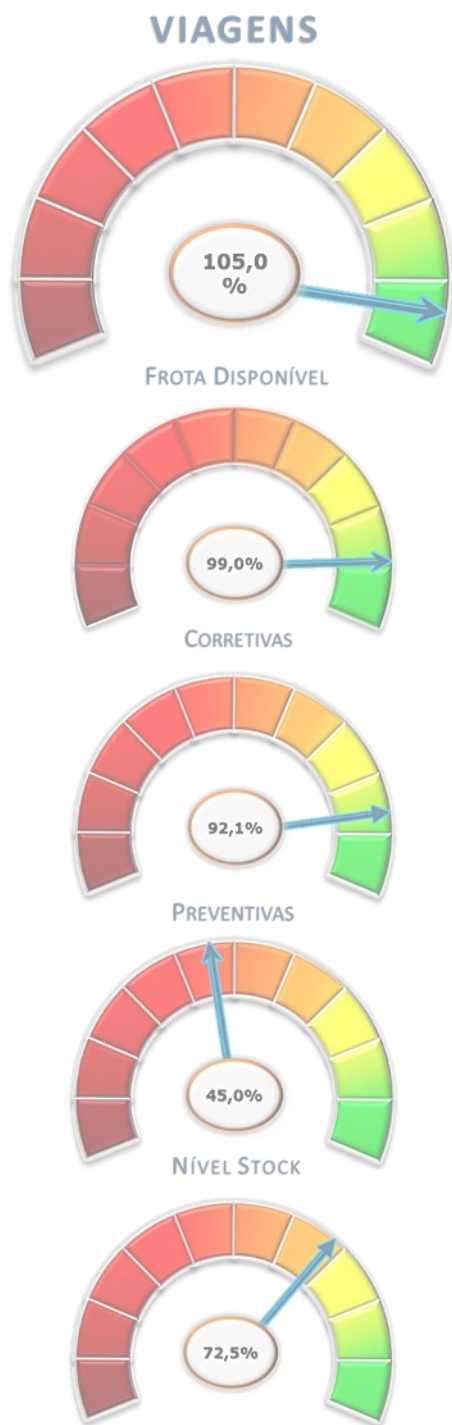 VIAGENS
105,0
%
FROTA DISPONÍVEL
99,0%
CORRETIVAS
92,1%
PREVENTIVAS
45,0%
NÍVEL STOCK
72,5%